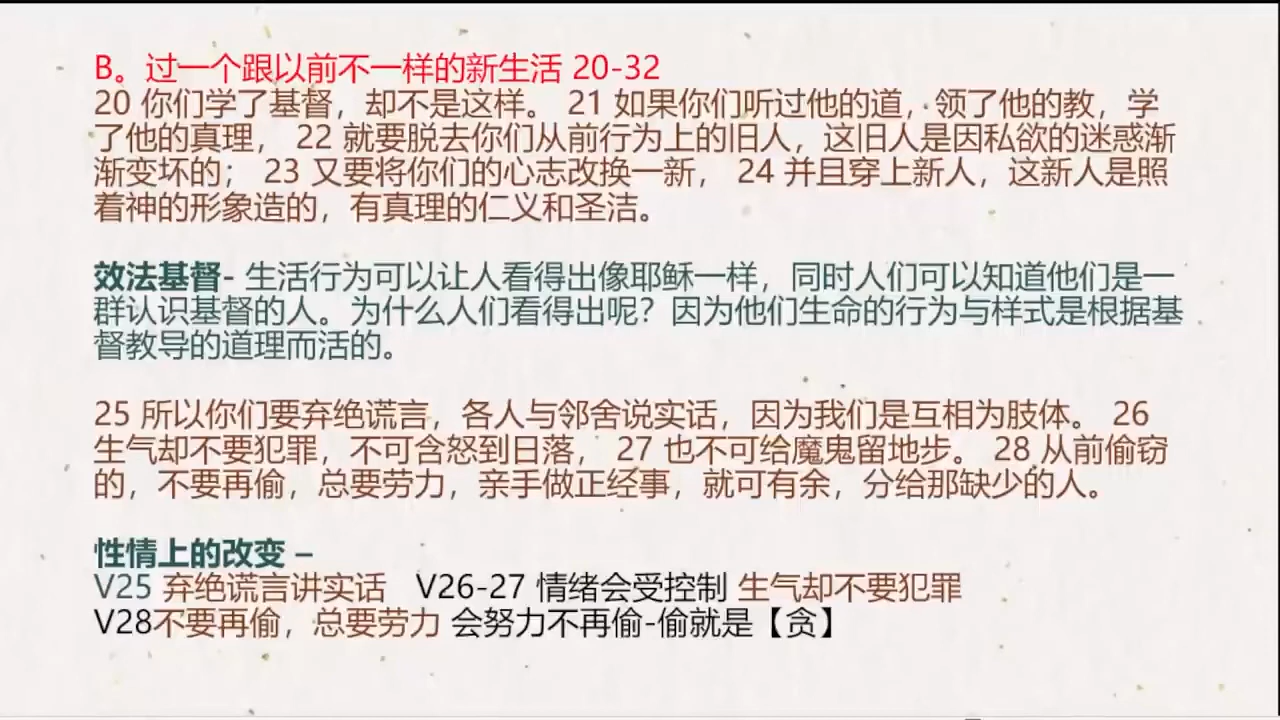 B。过一个跟以前不一样的新生活 20-32
20 你们学了基督，却不是这样。 21 如果你们听过他的道，领了他的教，学
了他的真理， 22 就要脱去你们从前行为上的旧人，这旧人是因私欲的迷惑渐
渐变坏的； 23 又要将你们的心志改换一新， 24 并且穿上新人，这新人是照
着神的形象造的，有真理的仁义和圣洁。
效法基督- 生活行为可以让人看得出像耶稣一样，同时人们可以知道他们是一
群认识基督的人。为什么人们看得出呢？因为他们生命的行为与样式是根据基
督教导的道理而活的。
25 所以你们要弃绝谎言，各人与邻舍说实话，因为我们是互相为肢体。 26
生气却不要犯罪，不可含怒到日落， 27 也不可给魔鬼留地步。 28 从前偷窃
的，不要再偷，总要劳力，亲手做正经事，就可有余，分给那缺少的人。
性情上的改变 –
V25 弃绝谎言讲实话 V26-27 情绪会受控制 生气却不要犯罪
V28不要再偷，总要劳力 会努力不再偷-偷就是【贪】